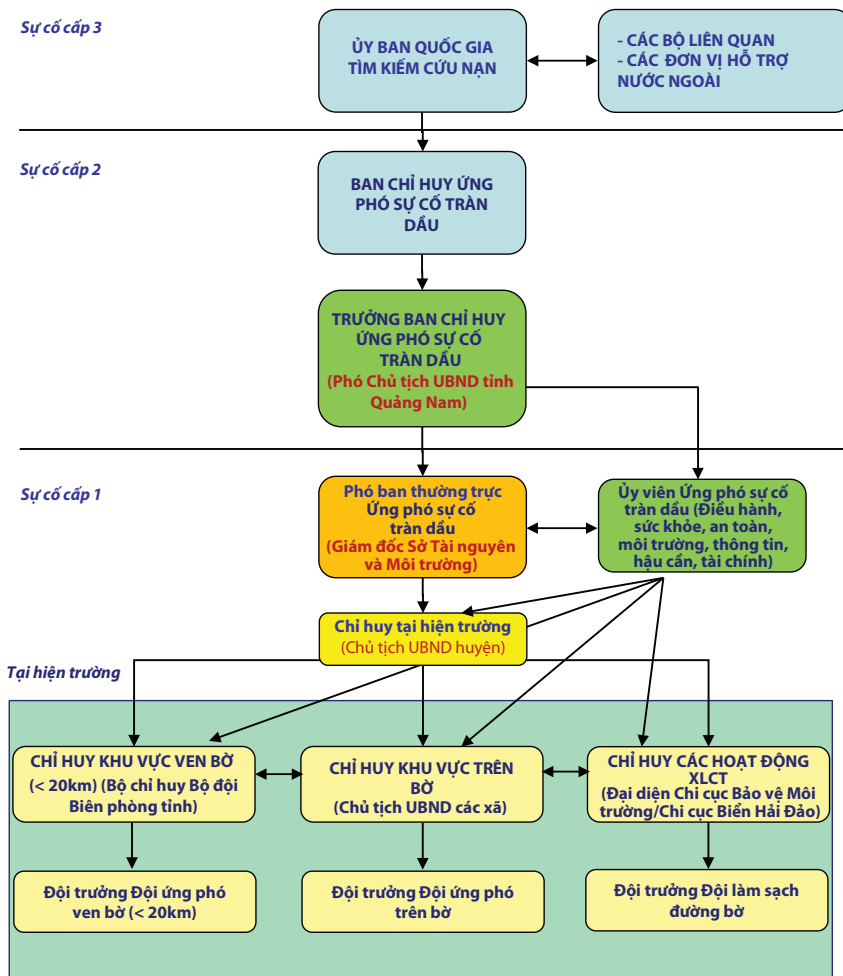 Sự cố cấp 3
ỦY BAN QUỐC GIA
TÌM KIẾM CỨU NẠN
- CÁC BỘ LIÊN QUAN
- CÁC ĐƠN VỊ HỖ TRỢ
NƯỚC NGOÀI
Sự cố cấp 2
BAN CHỈ HUY ỨNG
PHÓ SỰ CỐ TRÀN
DẦU
TRƯỞNG BAN CHỈ HUY
ỨNG PHÓ SỰ CỐ
TRÀN DẦU
(Phó Chủ tịch UBND tỉnh
Quảng Nam)
Sự cố cấp 1
Phó ban thường trực
Ứng phó sự cố
tràn dầu
(Giám đốc Sở Tài nguyên
và Môi trường)
Ủy viên Ứng phó sự cố
tràn dầu (Điều hành,
sức khỏe, an toàn,
môi trường, thông tin,
hậu cần, tài chính)
Chỉ huy tại hiện trường
(Chủ tịch UBND huyện)
Tại hiện trường
CHỈ HUY KHU VỰC VEN BỜ
(< 20km) (Bộ chỉ huy Bộ đội
Biên phòng tỉnh)
CHỈ HUY KHU VỰC TRÊN
BỜ
(Chủ tịch UBND các xã)
CHỈ HUY CÁC HOẠT ĐỘNG
XLCT
(Đại diện Chi cục Bảo vệ Môi
trường/Chi cục Biển Hải Đảo)
Đội trưởng Đội ứng phó
ven bờ (< 20km)
Đội trưởng Đội ứng phó
trên bờ
Đội trưởng Đội làm sạch
đường bờ